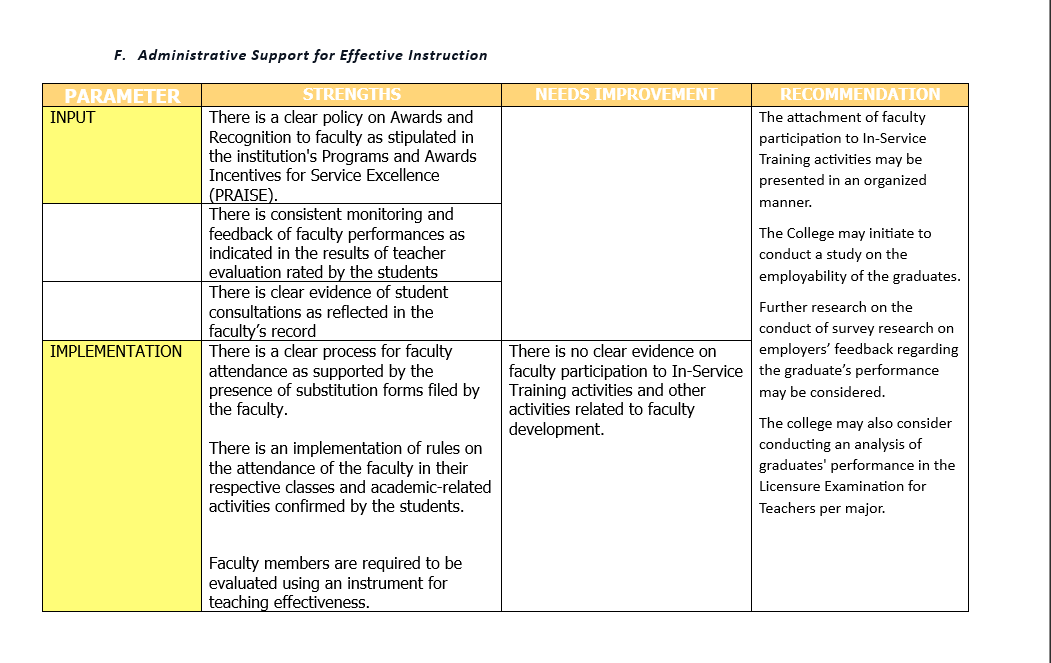 F. Administrative Support for Effective Instruction
PARAMETER
STRENGTHS
NEEDS IMPROVEMENT
RECOMMENDATION
INPUT
There is a clear policy on Awards and
Recognition to faculty as stipulated in
the institution's Programs and Awards
Incentives for Service Excellence
(PRAISE).
There is consistent monitoring and
feedback of faculty performances as
indicated in the results of teacher
evaluation rated by the students
There is clear evidence of student
consultations as reflected in the
faculty’s record
The attachment of faculty
participation to In-Service
Training activities may be
presented in an organized
manner.
The College may initiate to
conduct a study on the
employability of the graduates.
Further research on the
conduct of survey research on
employers’ feedback regarding
the graduate’s performance
may be considered.
The college may also consider
conducting an analysis of
graduates' performance in the
Licensure Examination for
Teachers per major.
IMPLEMENTATION
There is a clear process for faculty
attendance as supported by the
presence of substitution forms filed by
the faculty.
There is an implementation of rules on
the attendance of the faculty in their
respective classes and academic-related
activities confirmed by the students.
Faculty members are required to be
evaluated using an instrument for
teaching effectiveness.
There is no clear evidence on
faculty participation to In-Service
Training activities and other
activities related to faculty
development.